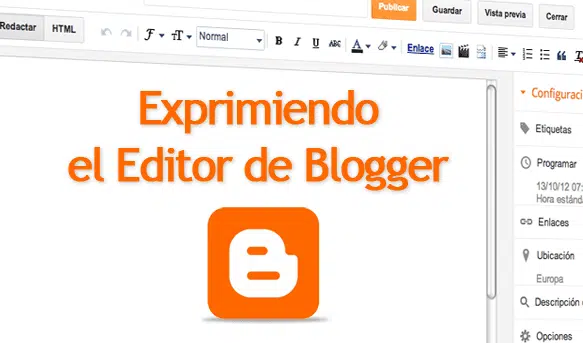 Publicar Guardar Vista previa Cerrar
Redactar HTML
Normal B I U ABC A Enlace
Exprimiendo
el Editor de Blogger
Configuraci
Etiquetas
Programar
13/10/12 07:
Hora estánd
Enlaces
Ubicación
Europa
Descripción
Opciones